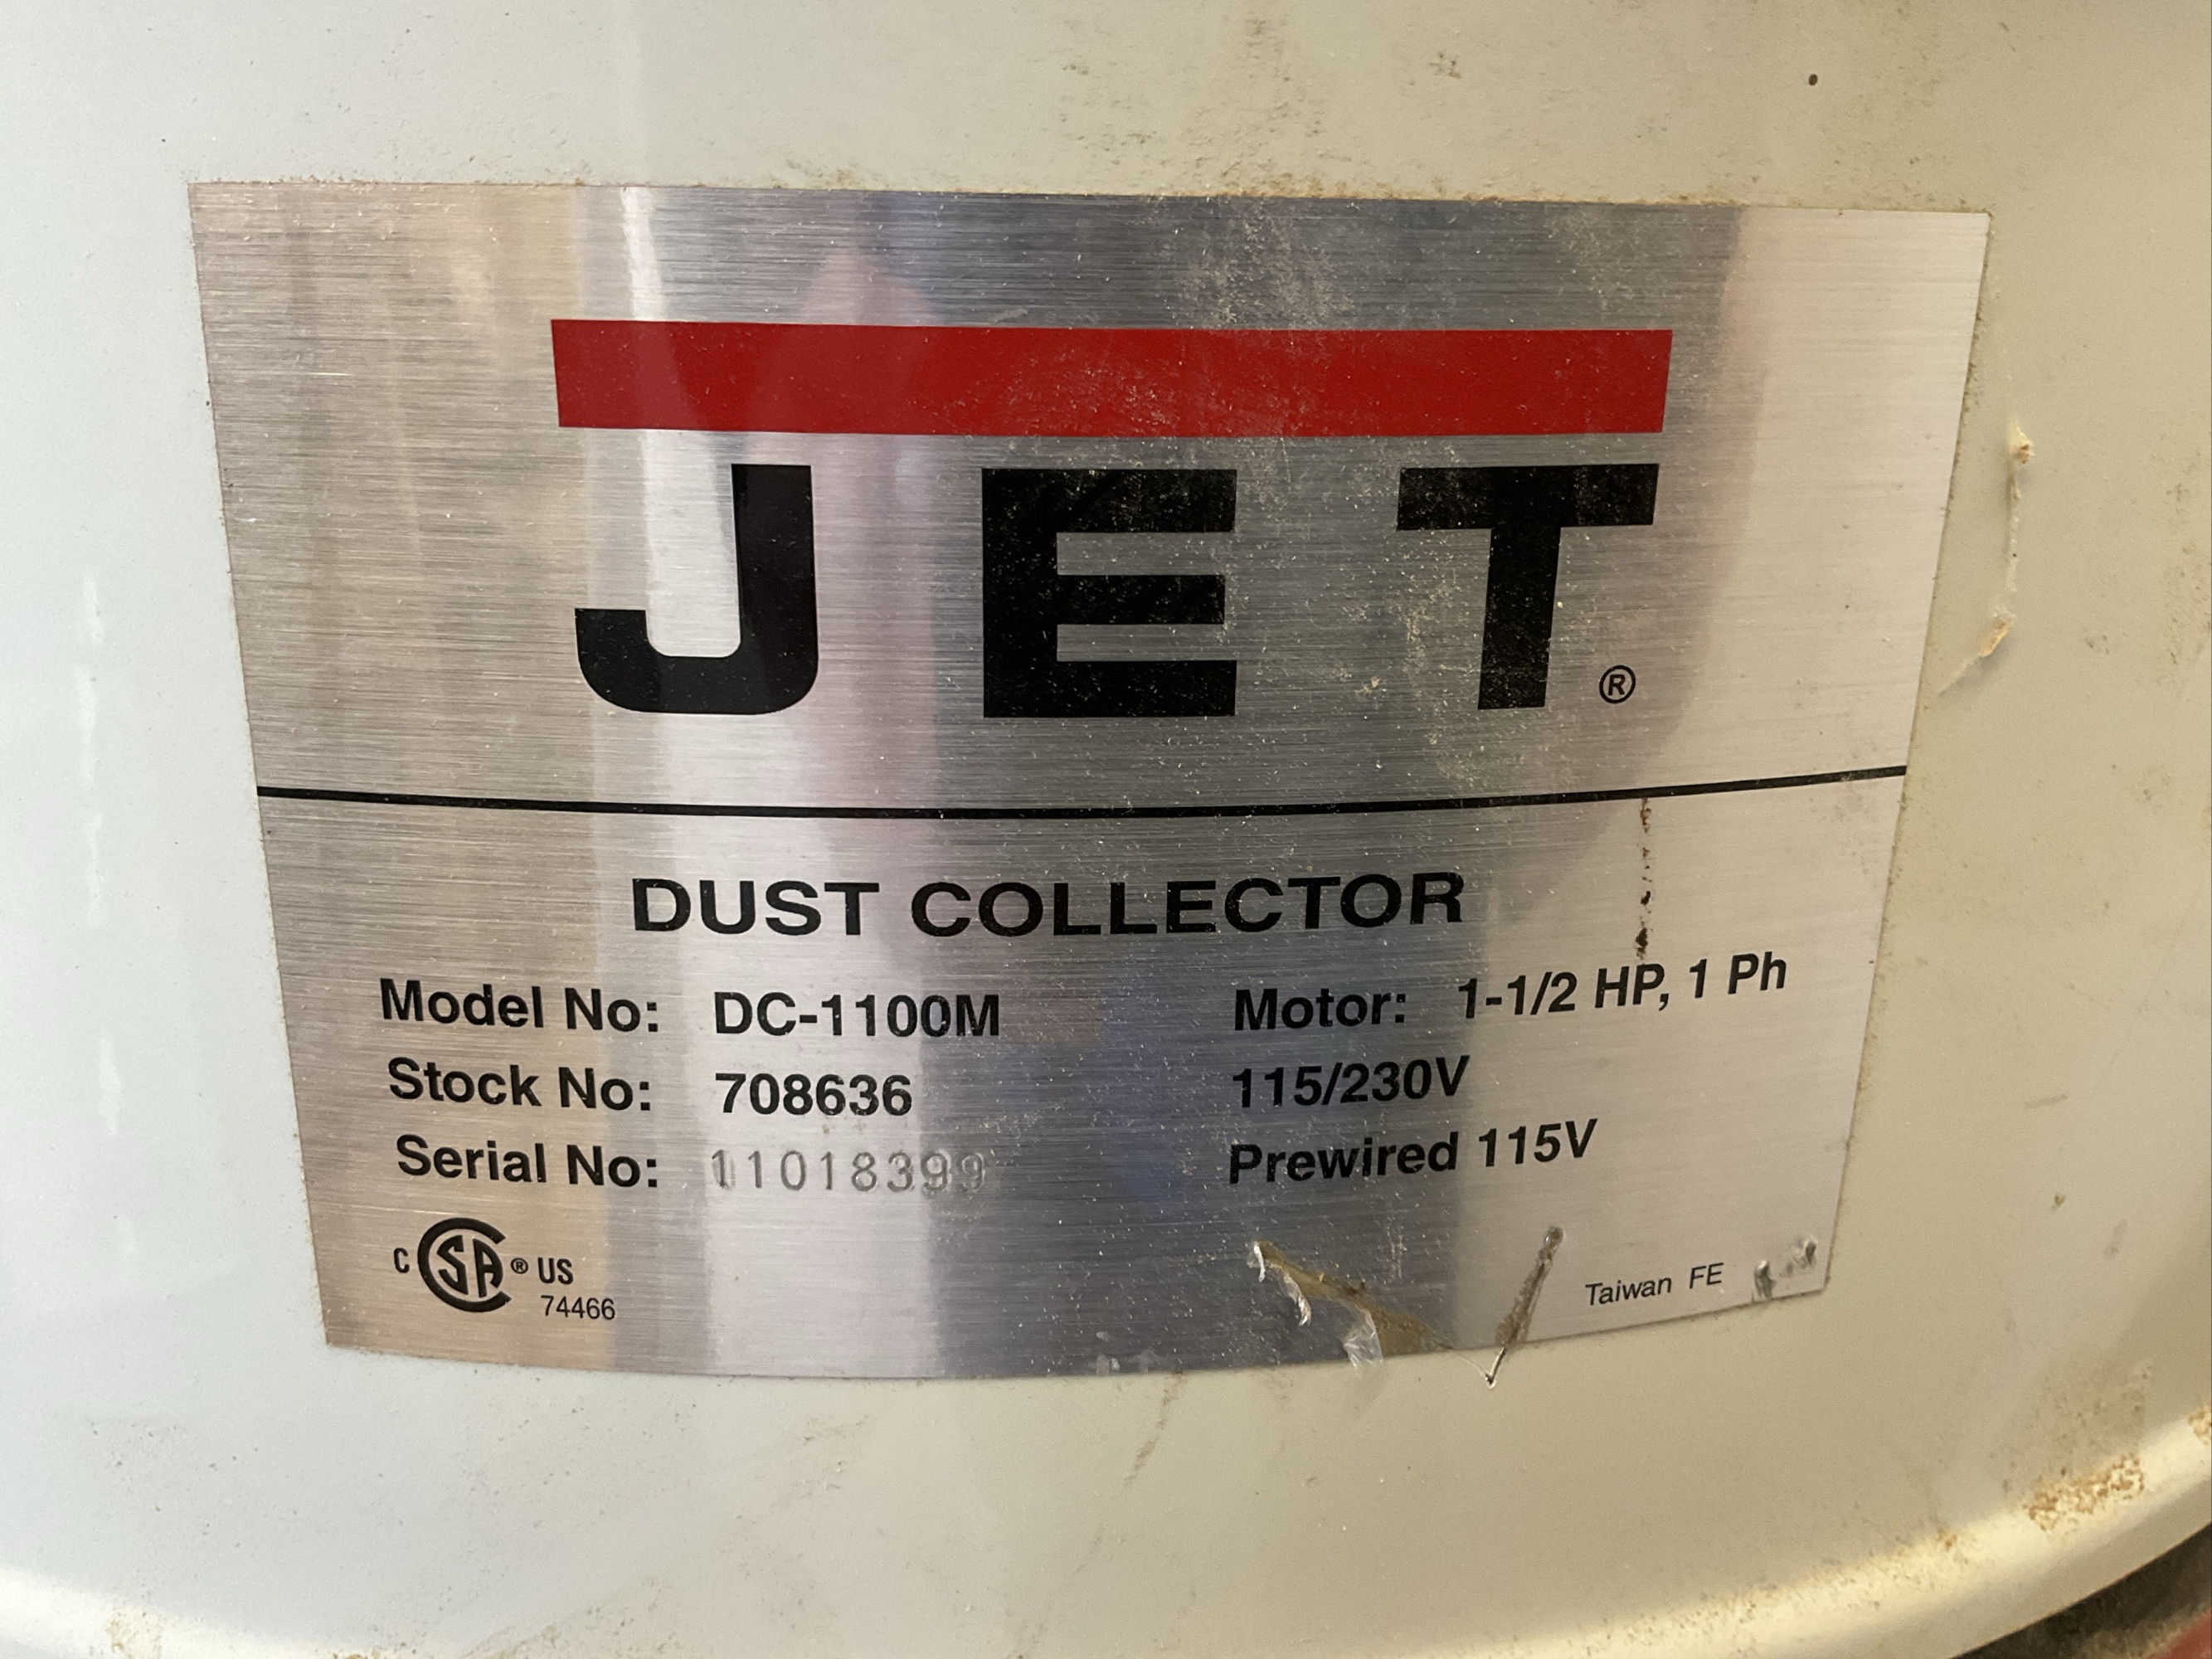 JET®
DUST COLLECTOR
Model No: DC-1100M
Stock No: 708636
Serial No: 11018399
Motor: 1-1/2 HP, 1 Ph
115/230V
Prewired 115V
C SA® US
74466
Taiwan FE